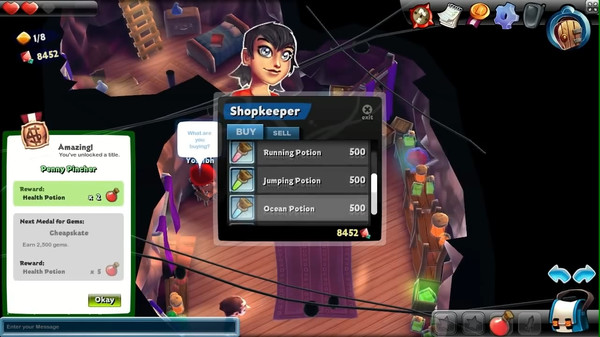 1/8
8452
Shopkeeper
exit
BUY
SELL
What are
you
buying?
Running Potion 500
Jumping Potion 500
Ocean Potion 500
8452
Amazing!
You've unlocked a title.
Penny Pincher
Reward:
Health Potion x 2
Next Medal for Gems:
Cheapskate
Earn 2,500 gems.
Reward:
Health Potion x 5
Okay
Enter your Message